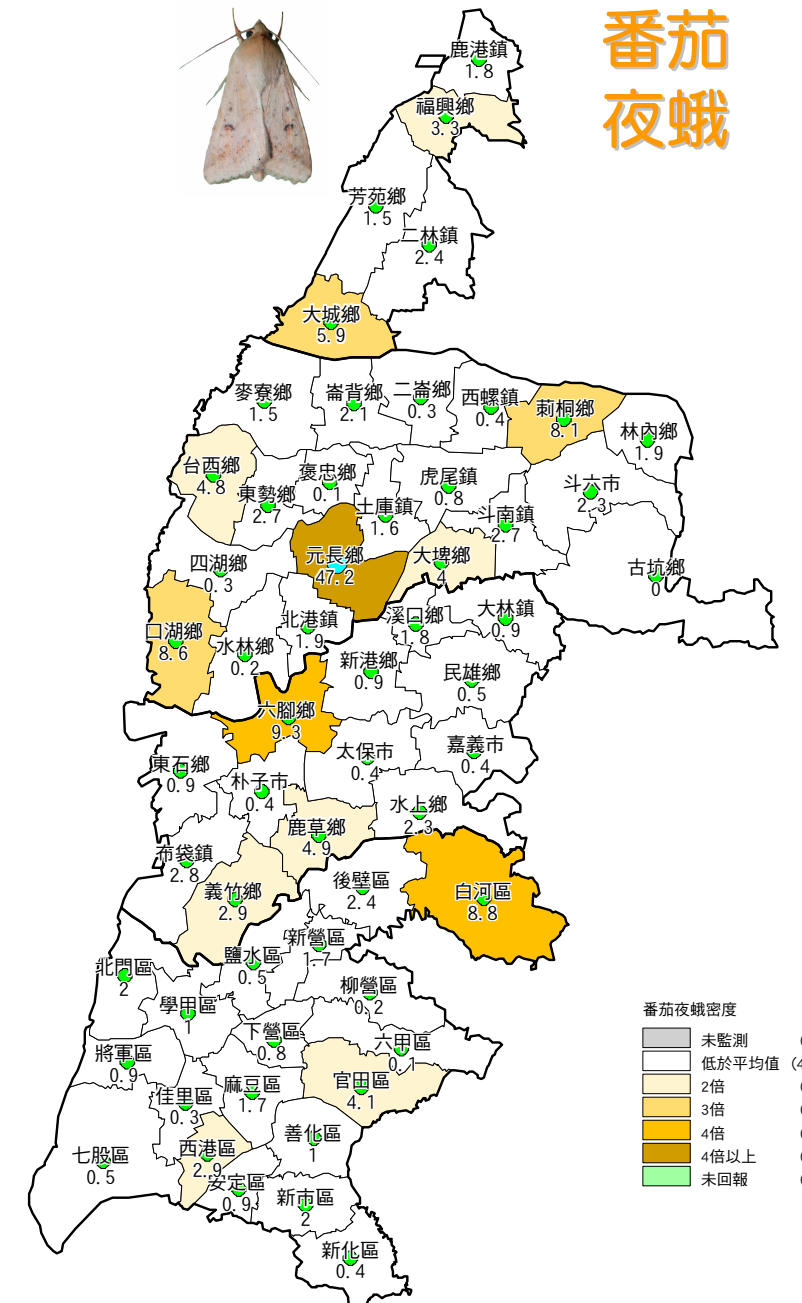 番茄
夜蛾
鹿港鎮
1.8
福興鄉
3.3
芳苑鄉
1.5
二林鎮
2.4
大城鄉
5.9
麥寮鄉
1.5
崙背鄉
2.1
二崙鄉
0.3
西螺鎮
0.4
莿桐鄉
8.1
林內鄉
1.9
台西鄉
4.8
東勢鄉
2.7
褒忠鄉
0.1
土庫鎮
1.6
虎尾鎮
0.8
斗南鎮
2.7
斗六市
2.3
四湖鄉
0.3
元長鄉
47.2
大埤鄉
4
古坑鄉
0
口湖鄉
8.6
水林鄉
0.2
北港鎮
1.9
溪口鄉
1.8
大林鎮
0.9
新港鄉
0.9
民雄鄉
0.5
六腳鄉
9.3
東石鄉
0.9
朴子市
0.4
太保市
0.4
嘉義市
0.4
鹿草鄉
4.9
水上鄉
2.3
布袋鎮
2.8
義竹鄉
2.9
後壁區
2.4
白河區
8.8
新營區
1.7
鹽水區
0.5
北門區
2
學甲區
1
柳營區
0.2
下營區
0.8
六甲區
0.1
將軍區
0.9
佳里區
0.3
麻豆區
1.7
官田區
4.1
七股區
0.5
西港區
2.9
善化區
1
安定區
0.9
新市區
2
新化區
0.4
番茄夜蛾密度
未監測
低於平均值 (4
2倍
3倍
4倍
4倍以上
未回報